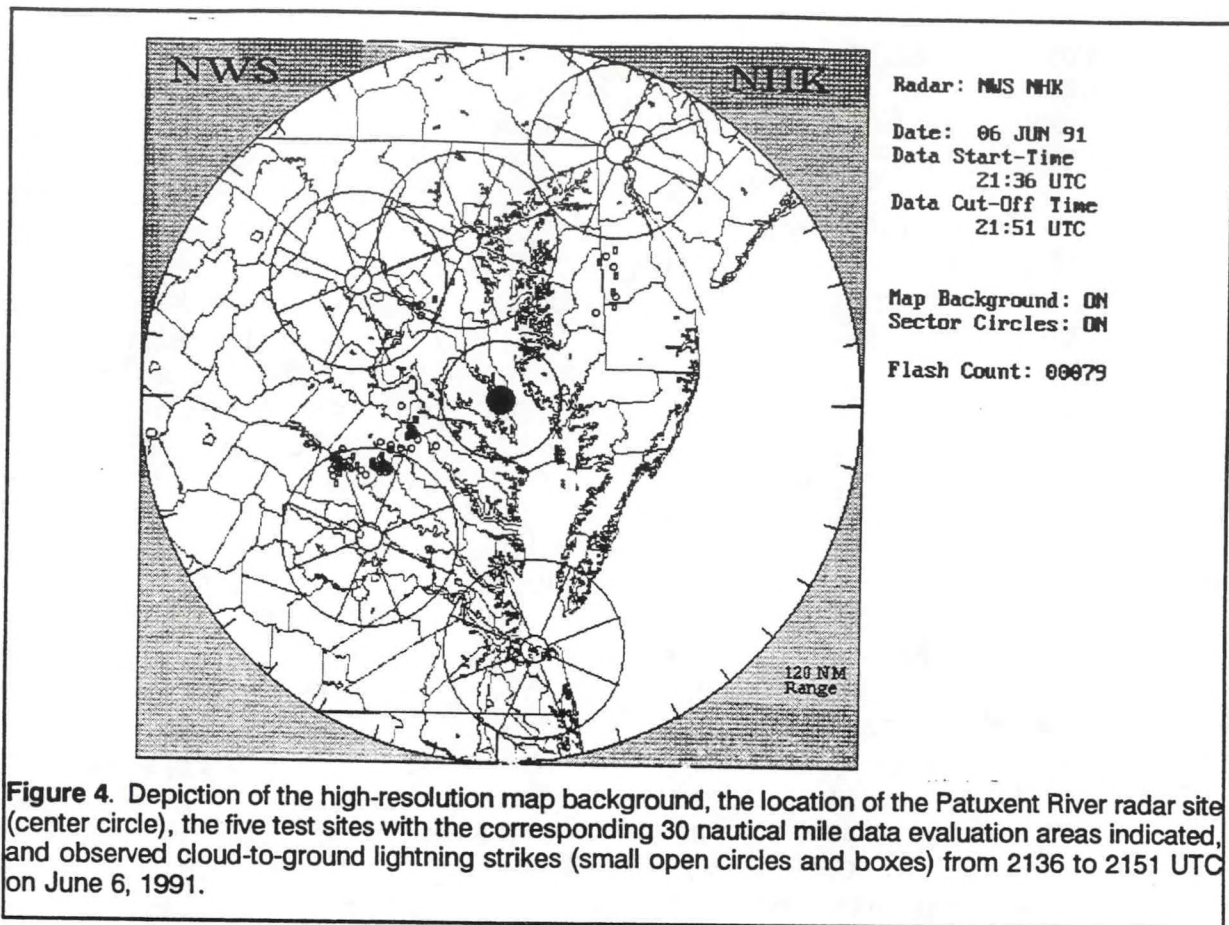 NWS
NHK
Radar: NWS NHK
Date: 06 JUN 91
Data Start-Time
21:36 UTC
Data Cut-Off Time
21:51 UTC
Map Background: ON
Sector Circles: ON
Flash Count: 00079
120 NM
Range
Figure 4. Depiction of the high-resolution map background, the location of the Patuxent River radar site
(center circle), the five test sites with the corresponding 30 nautical mile data evaluation areas indicated,
and observed cloud-to-ground lightning strikes (small open circles and boxes) from 2136 to 2151 UTC
on June 6, 1991.